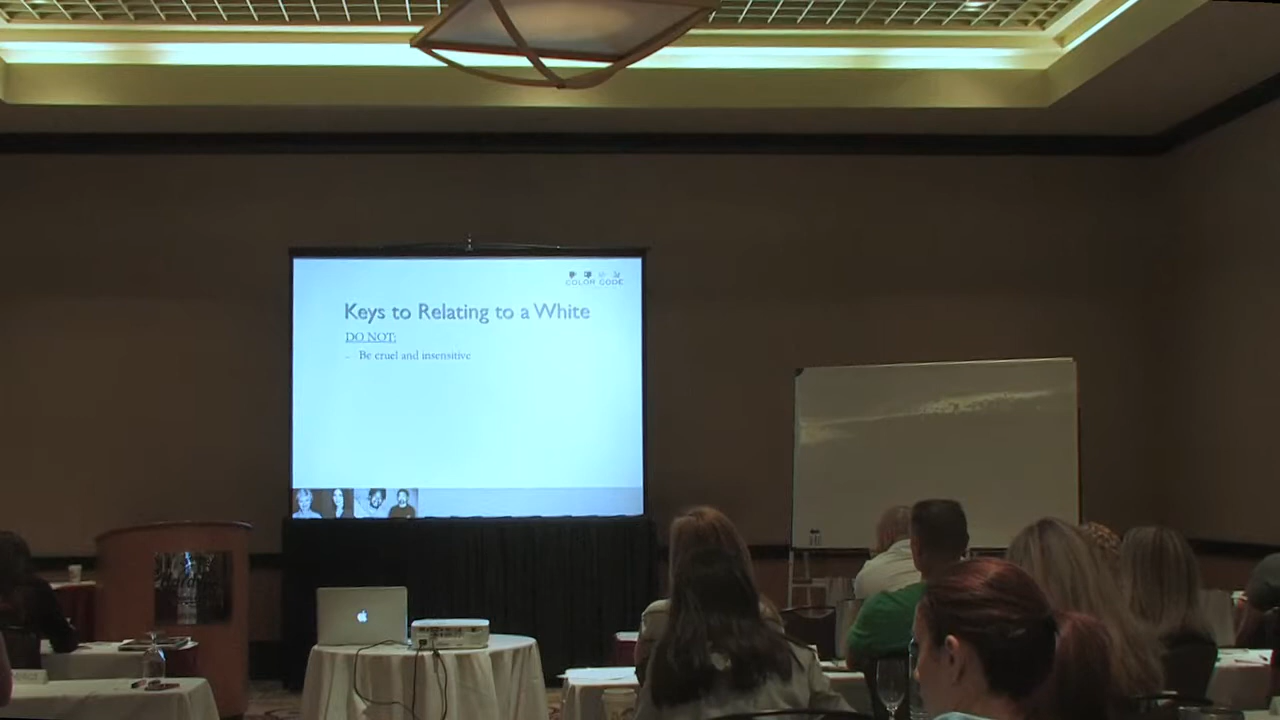 COLOR CODE
Keys to Relating to a White
DO NOT:
- Be cruel and insensitive